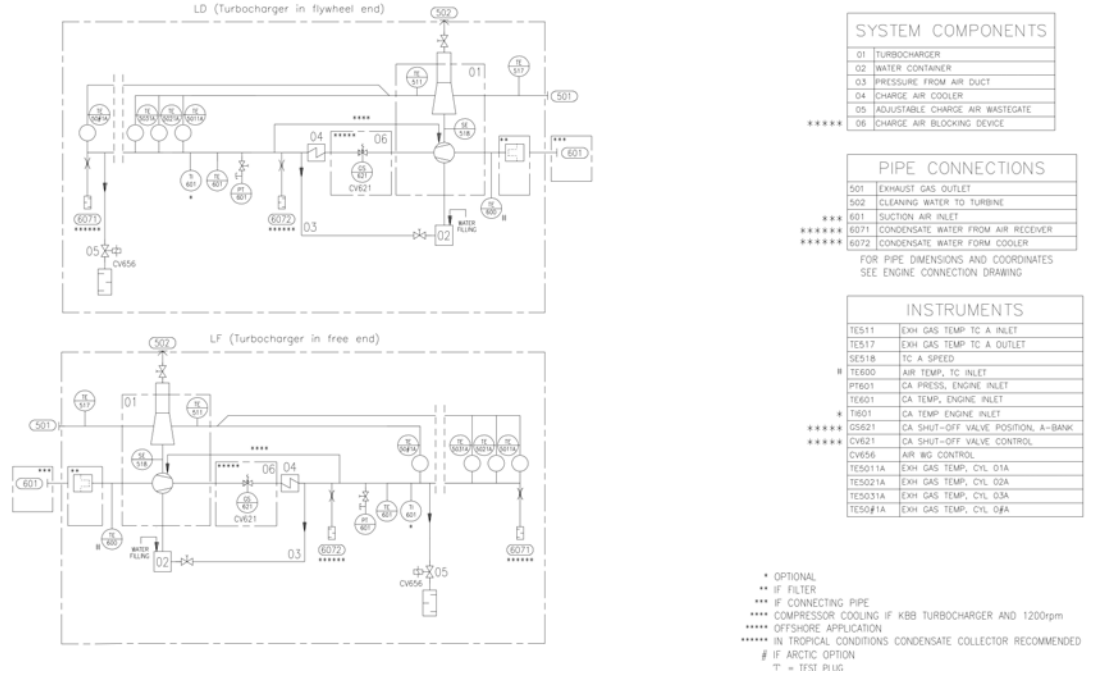 LD (Turbocharger in flywheel end)
502
TE 517
TE 511
01
501
TE 50#1A
TE 5031A
TE 5021A
TE 5011A
****
SE 518
04
***** 06
**
***
601
GS 621
CV621
TI 601
*
TE 601
PT 601
TE 600
#
6071
******
6072
******
03
WATER FILLING
02
05
CV656
LF (Turbocharger in free end)
502
TE 517
01
TE 511
501
TE 50#1A
TE 5031A
TE 5021A
TE 5011A
****
SE 518
***
**
601
***** 06
04
GS 621
CV621
PT 601
TE 601
TI 601
*
TE 600
#
WATER FILLING
02
03
6072
******
6071
******
CV656
05
SYSTEM COMPONENTS
01 TURBOCHARGER
02 WATER CONTAINER
03 PRESSURE FROM AIR DUCT
04 CHARGE AIR COOLER
05 ADJUSTABLE CHARGE AIR WASTEGATE
***** 06 CHARGE AIR BLOCKING DEVICE
PIPE CONNECTIONS
501 EXHAUST GAS OUTLET
502 CLEANING WATER TO TURBINE
*** 601 SUCTION AIR INLET
****** 6071 CONDENSATE WATER FROM AIR RECEIVER
****** 6072 CONDENSATE WATER FORM COOLER
FOR PIPE DIMENSIONS AND COORDINATES
SEE ENGINE CONNECTION DRAWING
INSTRUMENTS
TE511 EXH GAS TEMP TC A INLET
TE517 EXH GAS TEMP TC A OUTLET
SE518 TC A SPEED
# TE600 AIR TEMP, TC INLET
PT601 CA PRESS, ENGINE INLET
TE601 CA TEMP, ENGINE INLET
* TI601 CA TEMP ENGINE INLET
***** GS621 CA SHUT-OFF VALVE POSITION, A-BANK
***** CV621 CA SHUT-OFF VALVE CONTROL
CV656 AIR WG CONTROL
TE5011A EXH GAS TEMP, CYL 01A
TE5021A EXH GAS TEMP, CYL 02A
TE5031A EXH GAS TEMP, CYL 03A
TE50#1A EXH GAS TEMP, CYL 0#A
* OPTIONAL
** IF FILTER
*** IF CONNECTING PIPE
**** COMPRESSOR COOLING IF KBB TURBOCHARGER AND 1200rpm
***** OFFSHORE APPLICATION
****** IN TROPICAL CONDITIONS CONDENSATE COLLECTOR RECOMMENDED
# IF ARCTIC OPTION
= TEST PLUG